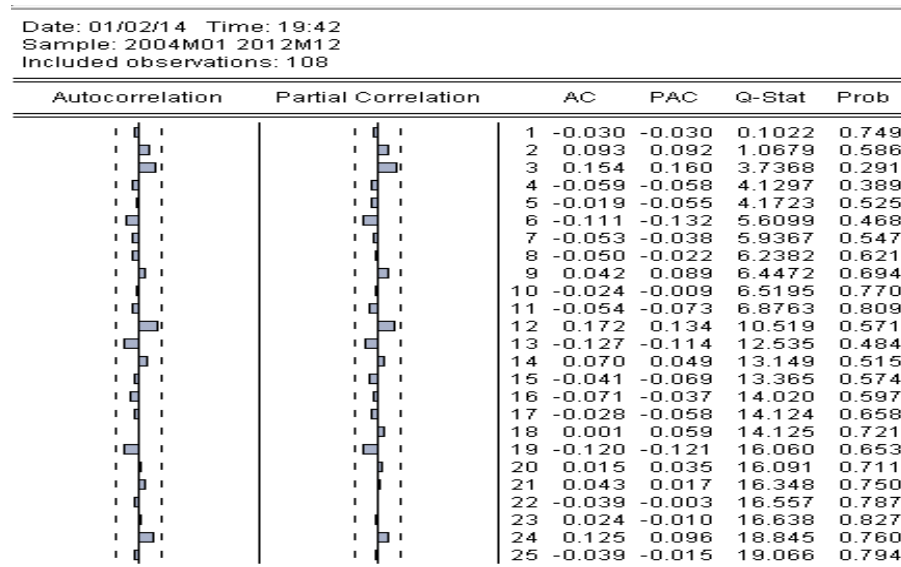 Date: 01/02/14 Time: 19:42
Sample: 2004M01 2012M12
Included observations: 108
Autocorrelation Partial Correlation AC PAC Q-Stat Prob
1 -0.030 -0.030 0.1022 0.749
2 0.093 0.092 1.0679 0.586
3 0.154 0.160 3.7368 0.291
4 -0.059 -0.058 4.1297 0.389
5 -0.019 -0.055 4.1723 0.525
6 -0.111 -0.132 5.6099 0.468
7 -0.053 -0.038 5.9367 0.547
8 -0.050 -0.022 6.2382 0.621
9 0.042 0.089 6.4472 0.694
10 -0.024 -0.009 6.5195 0.770
11 -0.054 -0.073 6.8763 0.809
12 0.172 0.134 10.519 0.571
13 -0.127 -0.114 12.535 0.484
14 0.070 0.049 13.149 0.515
15 -0.041 -0.069 13.365 0.574
16 -0.071 -0.037 14.020 0.597
17 -0.028 -0.058 14.124 0.658
18 0.001 0.059 14.125 0.721
19 -0.120 -0.121 16.060 0.653
20 0.015 0.035 16.091 0.711
21 0.043 0.017 16.348 0.750
22 -0.039 -0.003 16.557 0.787
23 0.024 -0.010 16.638 0.827
24 0.125 0.096 18.845 0.760
25 -0.039 -0.015 19.066 0.794